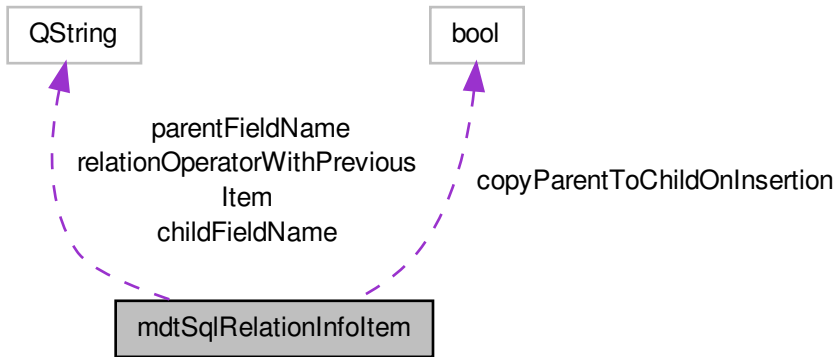 QString
bool
parentFieldName
relationOperatorWithPrevious
Item
childFieldName
copyParentToChildOnInsertion
mdtSqlRelationInfoItem